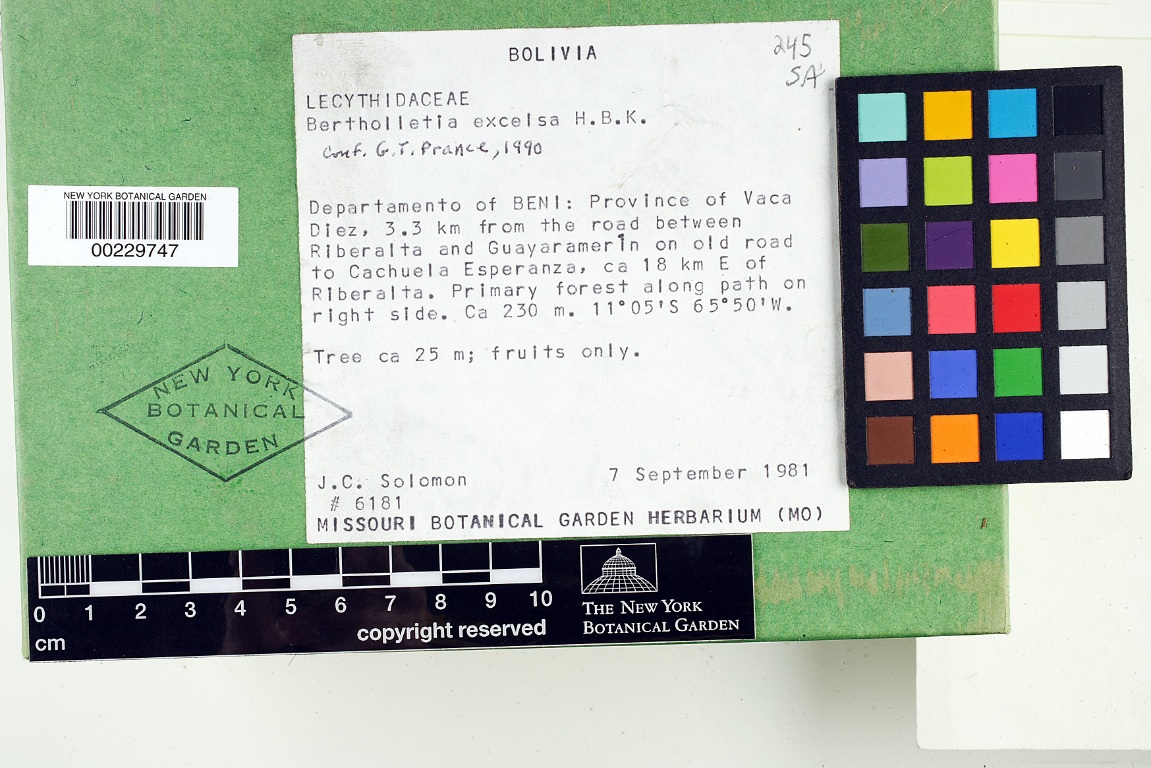 BOLIVIA
245
SA
LECYTHIDACEAE
Bertholletia excelsa H.B.K.
Conf. G.T. Prance, 1990
Departamento of BENI: Province of Vaca
Diez, 3.3 km from the road between
Riberalta and Guayaramerín on old road
to Cachuela Esperanza, ca 18 km E of
Riberalta. Primary forest along path on
right side. Ca 230 m. 11°05'S 65°50'W.
Tree ca 25 m; fruits only.
J.C. Solomon 7 September 1981
# 6181
MISSOURI BOTANICAL GARDEN HERBARIUM (MO)
NEW YORK BOTANICAL GARDEN
00229747
NEW YORK
BOTANICAL
GARDEN
0 1 2 3 4 5 6 7 8 9 10
cm
copyright reserved
THE NEW YORK
BOTANICAL GARDEN